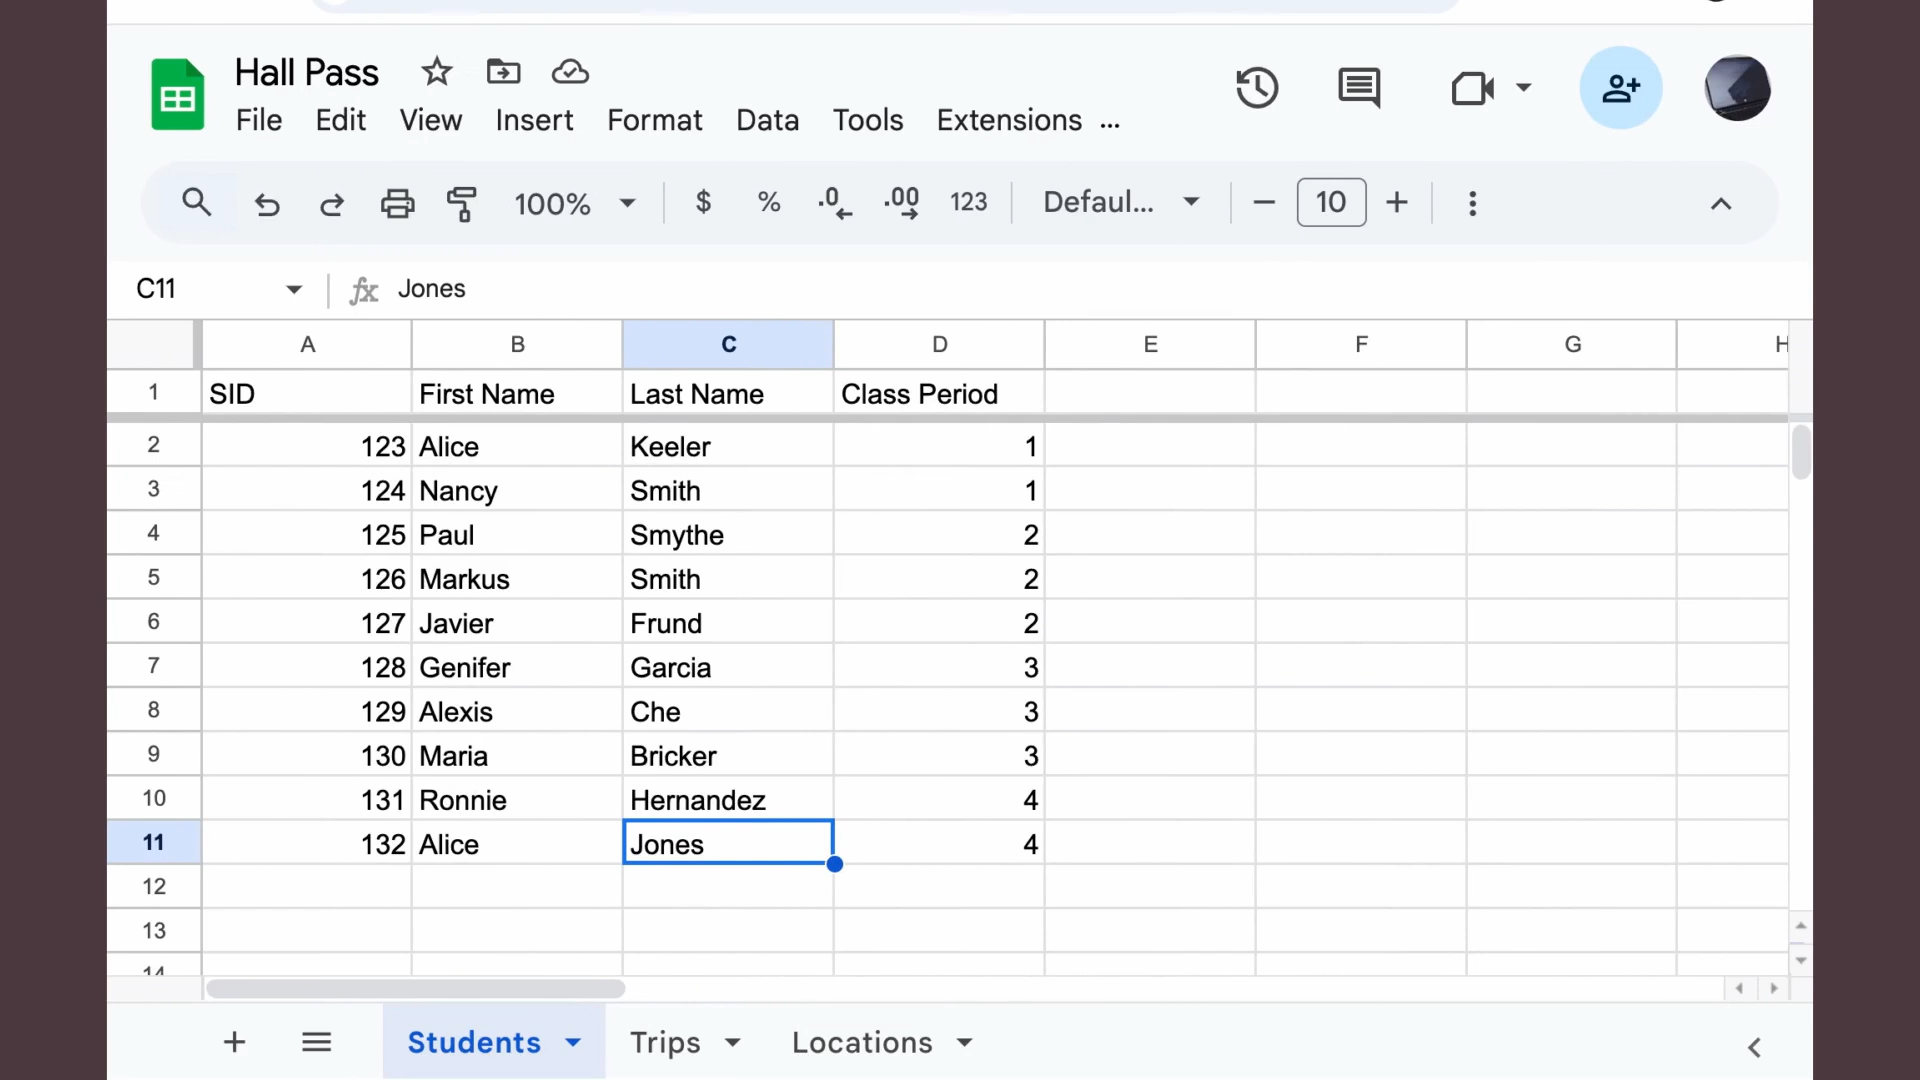 Hall Pass
File Edit View Insert Format Data Tools Extensions ...
100% $ % .0 .00 123 Defaul... 10
C11 fx Jones
A B C D E F G H
1 SID First Name Last Name Class Period
2 123 Alice Keeler 1
3 124 Nancy Smith 1
4 125 Paul Smythe 2
5 126 Markus Smith 2
6 127 Javier Frund 2
7 128 Genifer Garcia 3
8 129 Alexis Che 3
9 130 Maria Bricker 3
10 131 Ronnie Hernandez 4
11 132 Alice Jones 4
12
13
14
Students Trips Locations